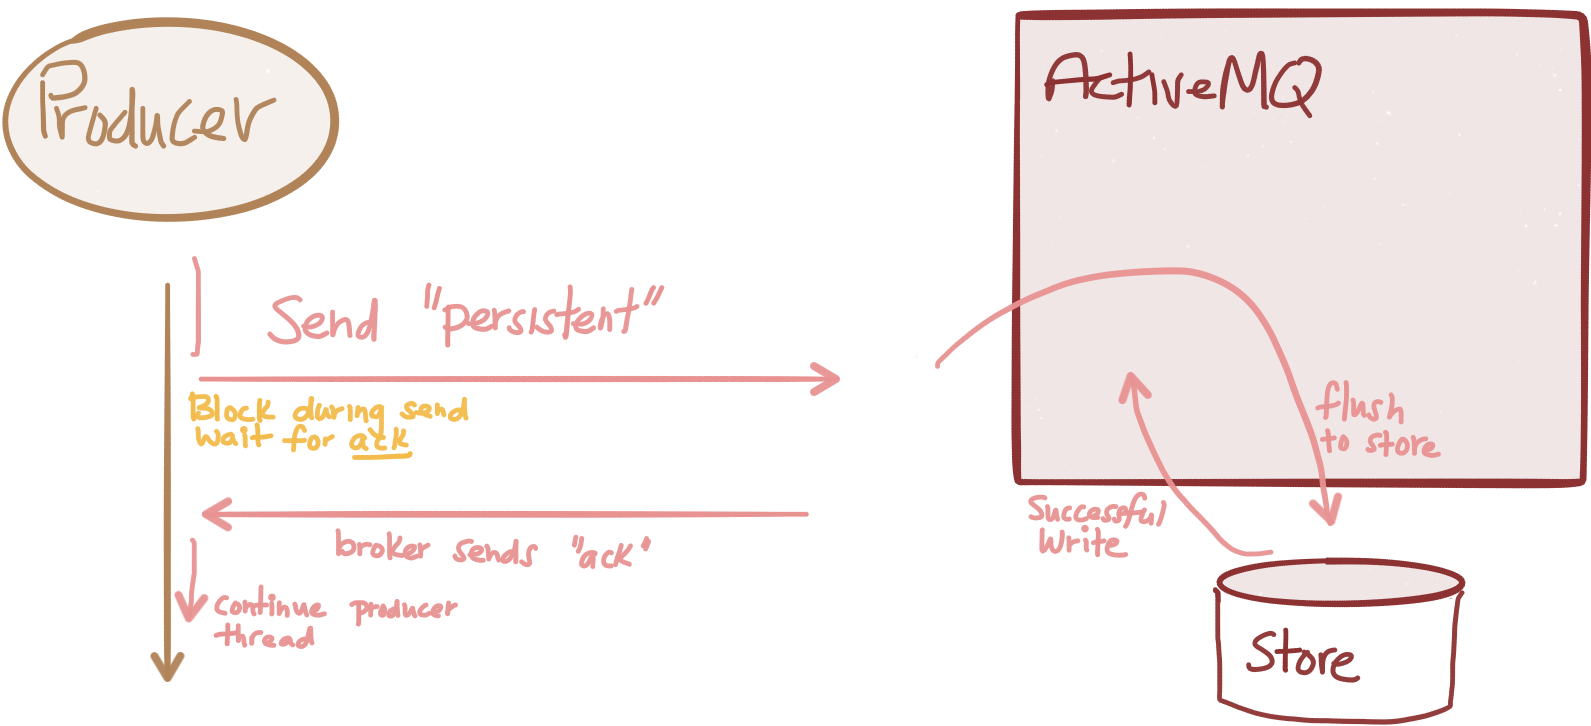 Producer
ActiveMQ
Send "persistent"
Block during send
wait for ack
flush
to store
Successful
Write
broker sends "ack"
continue producer
thread
Store